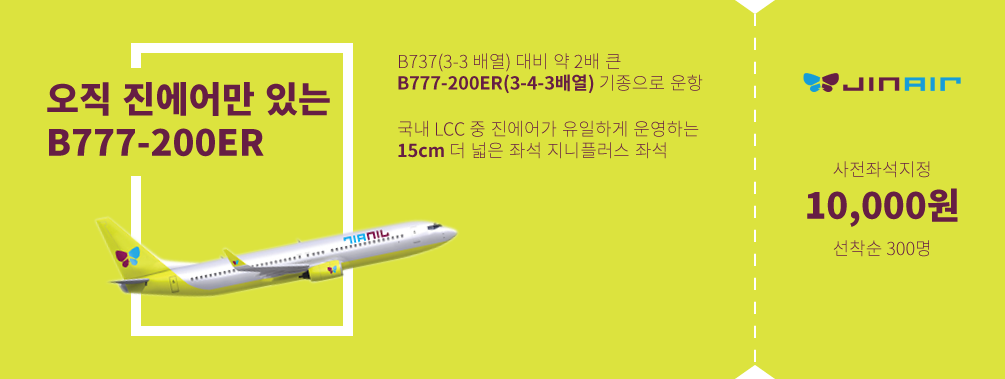 오직 진에어만 있는
B777-200ER
B737(3-3 배열) 대비 약 2배 큰
B777-200ER(3-4-3배열) 기종으로 운항
국내 LCC 중 진에어가 유일하게 운영하는
15cm 더 넓은 좌석 지니플러스 좌석
JINAIR
JINAIR
사전좌석지정
10,000원
선착순 300명